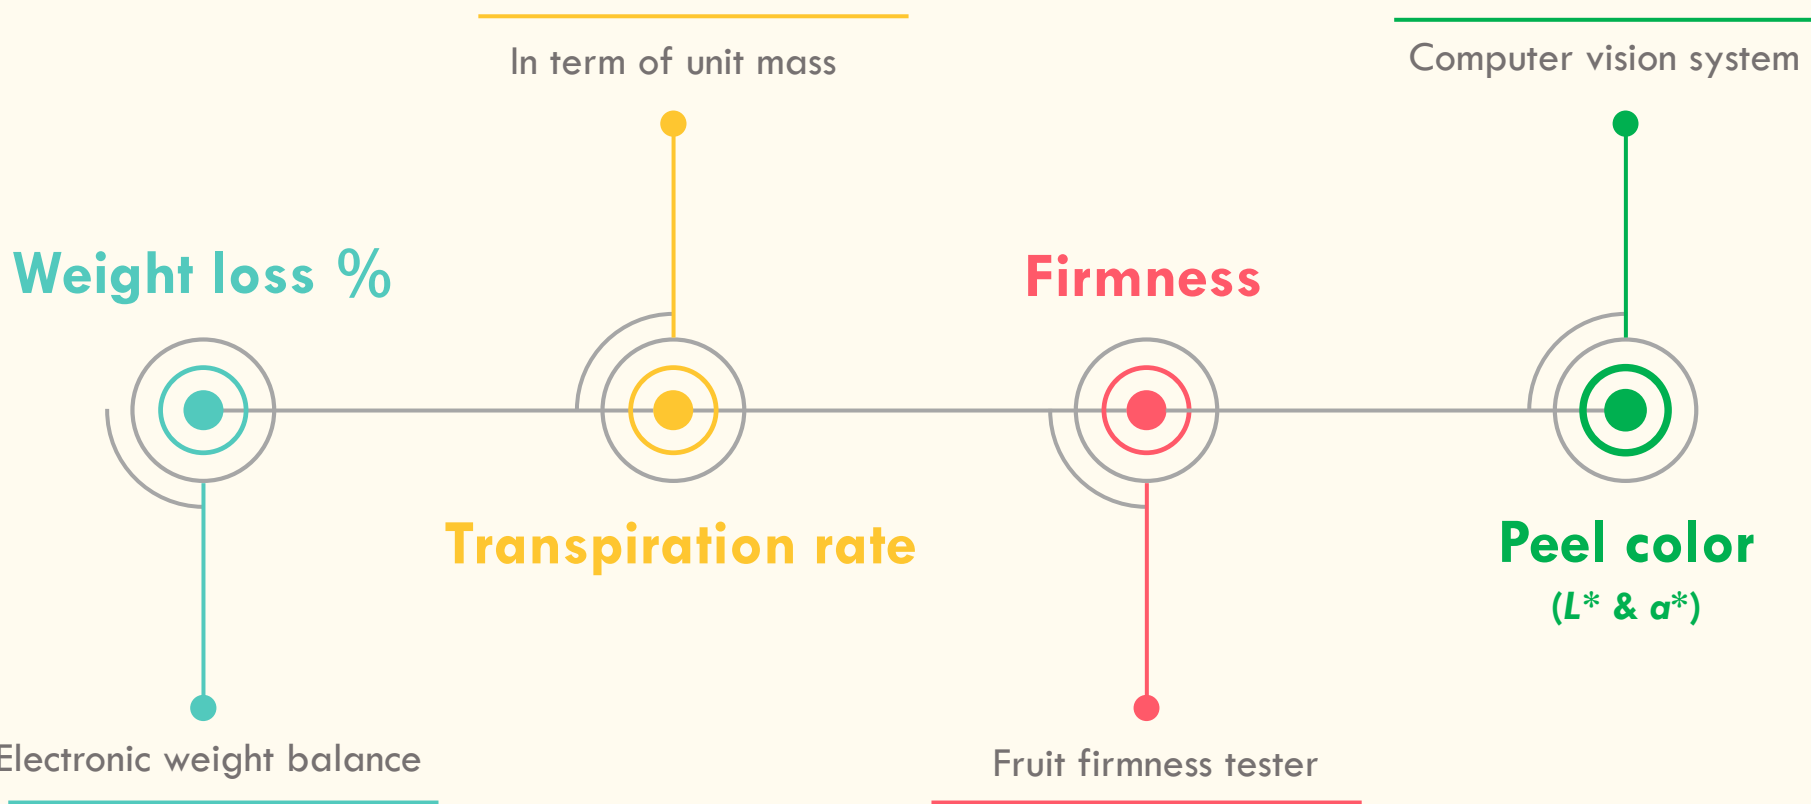 In term of unit mass
Computer vision system
Weight loss %
Firmness
Transpiration rate
Peel color
(L* & a*)
Electronic weight balance
Fruit firmness tester